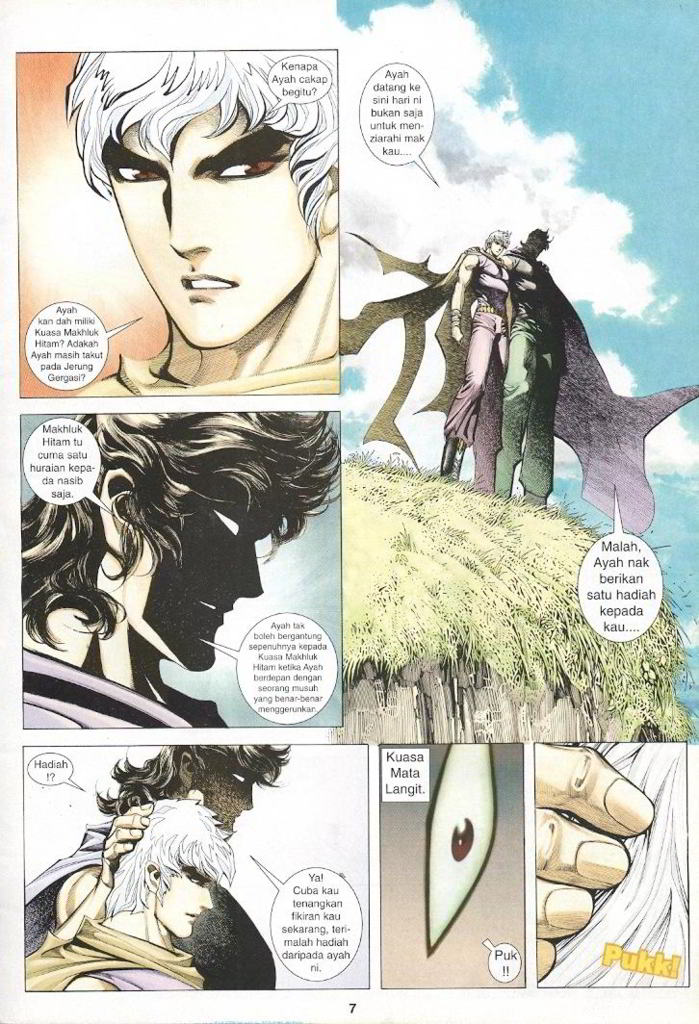 Kenapa
Ayah cakap
begitu?
Ayah
kan dah miliki
Kuasa Makhluk
Hitam? Adakah
Ayah masih takut
pada Jerung
Gergasi?
Ayah
datang ke
sini hari ni
bukan saja
untuk men-
ziarahi mak
kau....
Malah,
Ayah nak
berikan
satu hadiah
kepada
kau....
Makhluk
Hitam tu
cuma satu
huraian kepa-
da nasib
saja.
Ayah tak
boleh bergantung
sepenuhnya kepada
Kuasa Makhluk
Hitam ketika Ayah
berdepan dengan
seorang musuh
yang benar-benar
menggerunkan.
Hadiah
!?
Ya!
Cuba kau
tenangkan
fikiran kau
sekarang, teri-
malah hadiah
daripada ayah
ni.
Kuasa
Mata
Langit.
Puk
!!
Pukk!
7